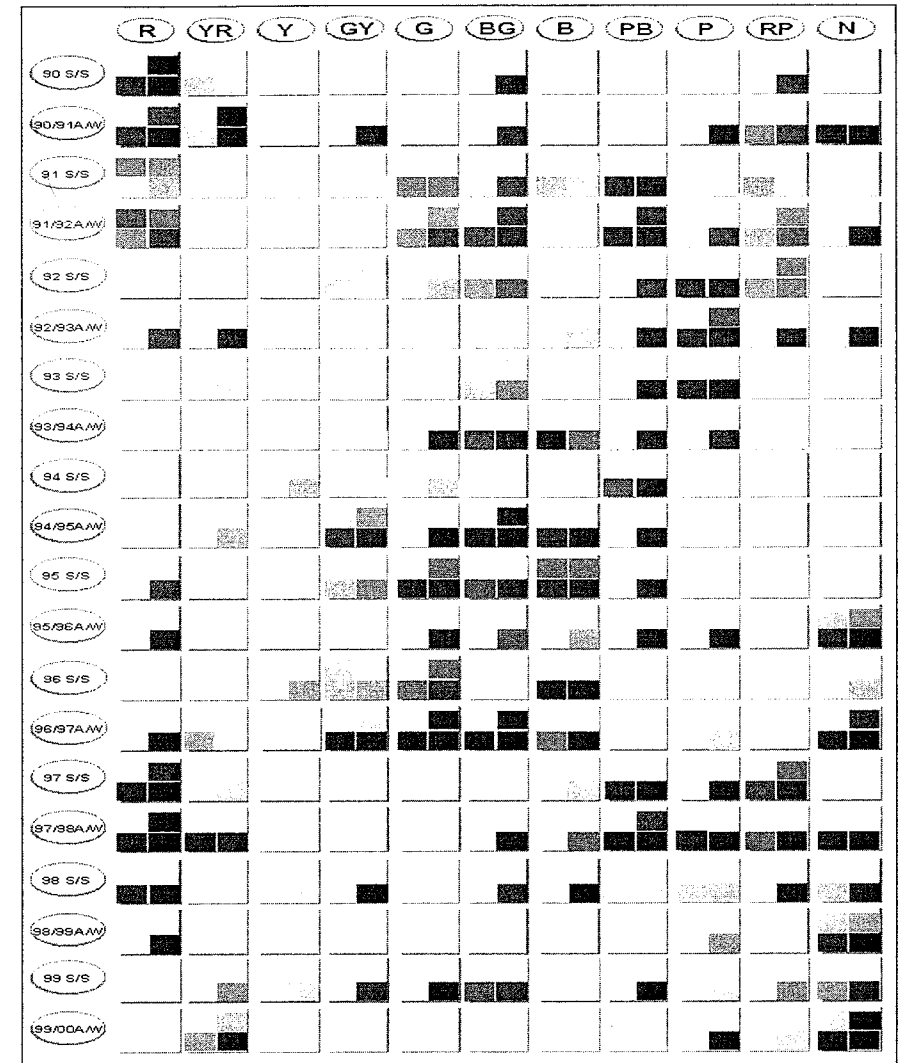 R YR Y GY G BG B PB P RP N
90 S/S
90/91A/W
91 S/S
91/92A/W
92 S/S
92/93A/W
93 S/S
93/94A/W
94 S/S
94/95A/W
95 S/S
95/96A/W
96 S/S
96/97A/W
97 S/S
97/98A/W
98 S/S
98/99A/W
99 S/S
99/00A/W